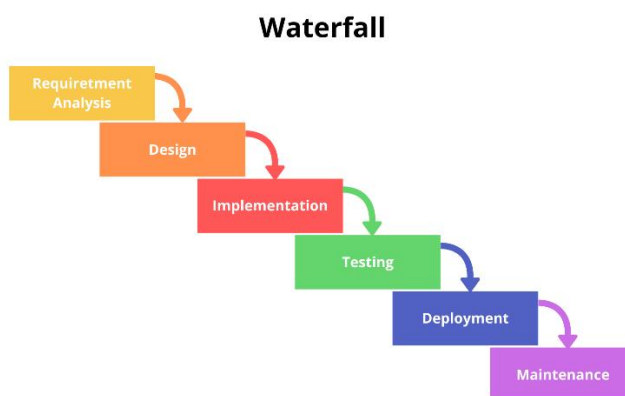 Waterfall
Requiretment
Analysis
Design
Implementation
Testing
Deployment
Maintenance